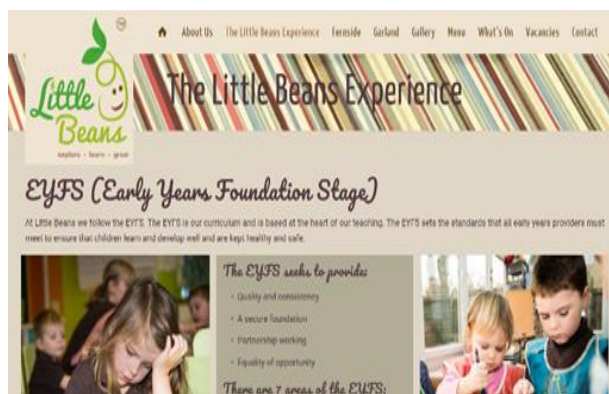 TM
About Us The Little Beans Experience Fernside Garland Gallery Menu What's On Vacancies Contact
Little
Beans
explore - learn - grow
The Little Beans Experience
EYFS (Early Years Foundation Stage)
At Little Beans we follow the EYFS. The EYFS is our curriculum and is based at the heart of our teaching. The EYFS sets the standards that all early years providers must
meet to ensure that children learn and develop well and are kept healthy and safe.
The EYFS seeks to provide:
• Quality and consistency
• A secure foundation
• Partnership working
• Equality of opportunity
There are 7 areas of the EYFS: